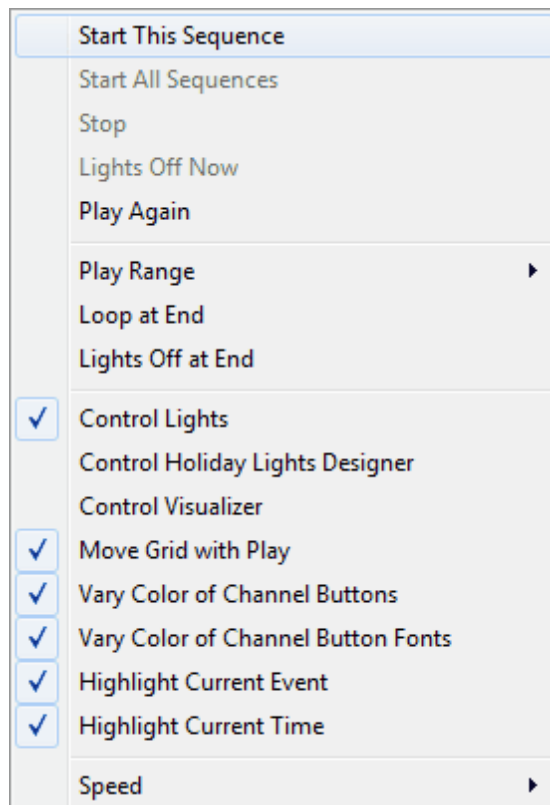 Start This Sequence
Start All Sequences
Stop
Lights Off Now
Play Again
Play Range
Loop at End
Lights Off at End
Control Lights
Control Holiday Lights Designer
Control Visualizer
Move Grid with Play
Vary Color of Channel Buttons
Vary Color of Channel Button Fonts
Highlight Current Event
Highlight Current Time
Speed